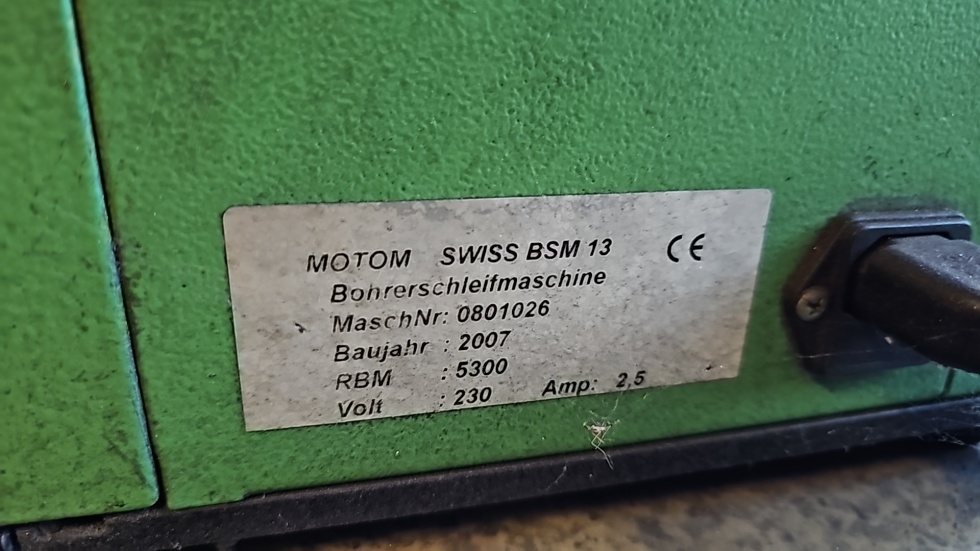 MOTOM SWISS BSM 13 CE
Bohrerschleifmaschine
MaschNr: 0801026
Baujahr : 2007
RBM : 5300
Volt : 230 Amp: 2,5